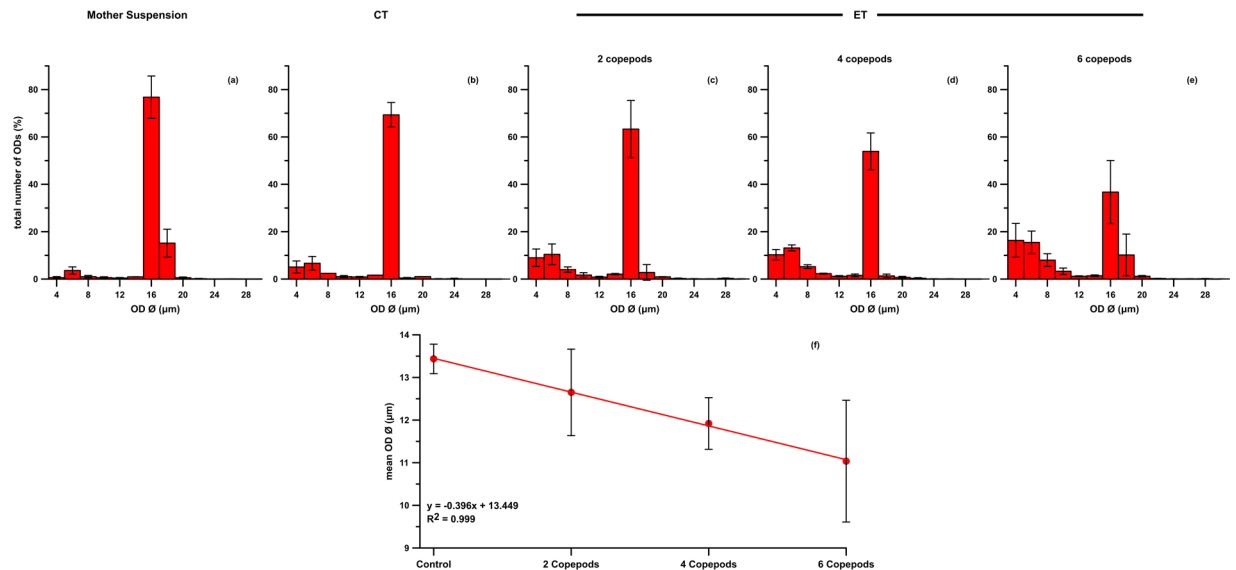 Mother Suspension CT ET
2 copepods 4 copepods 6 copepods
(a) (b) (c) (d) (e)
total number of ODs (%)
80 80 80 80 80
60 60 60 60 60
40 40 40 40 40
20 20 20 20 20
0 0 0 0 0
4 8 12 16 20 24 28 4 8 12 16 20 24 28 4 8 12 16 20 24 28 4 8 12 16 20 24 28 4 8 12 16 20 24 28
OD Ø (µm) OD Ø (µm) OD Ø (µm) OD Ø (µm) OD Ø (µm)
(f)
mean OD Ø (µm)
14
13
12
11
10
9
y = -0.396x + 13.449
R² = 0.999
Control 2 Copepods 4 Copepods 6 Copepods